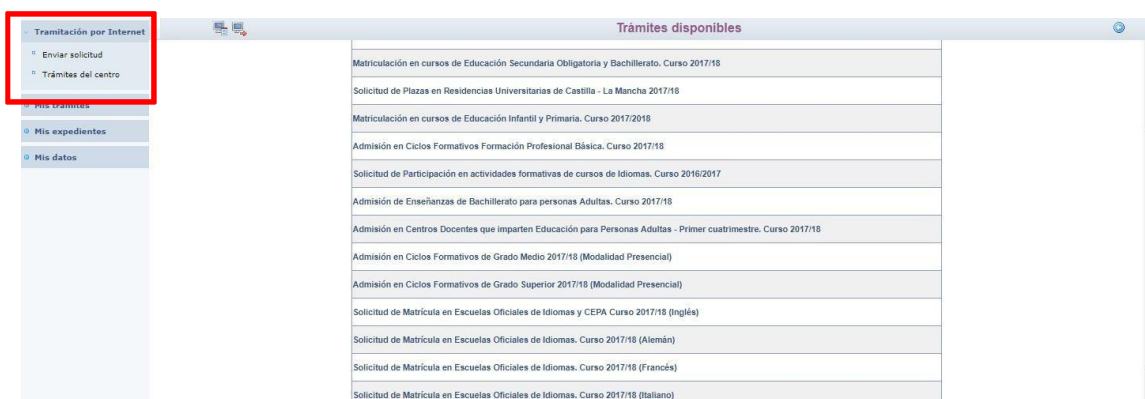 Tramitación por Internet
Enviar solicitud
Trámites del centro
Mis trámites
Mis expedientes
Mis datos
Trámites disponibles
Matriculación en cursos de Educación Secundaria Obligatoria y Bachillerato. Curso 2017/18
Solicitud de Plazas en Residencias Universitarias de Castilla - La Mancha 2017/18
Matriculación en cursos de Educación Infantil y Primaria. Curso 2017/2018
Admisión en Ciclos Formativos Formación Profesional Básica. Curso 2017/18
Solicitud de Participación en actividades formativas de cursos de Idiomas. Curso 2016/2017
Admisión de Enseñanzas de Bachillerato para personas Adultas. Curso 2017/18
Admisión en Centros Docentes que imparten Educación para Personas Adultas - Primer cuatrimestre. Curso 2017/18
Admisión en Ciclos Formativos de Grado Medio 2017/18 (Modalidad Presencial)
Admisión en Ciclos Formativos de Grado Superior 2017/18 (Modalidad Presencial)
Solicitud de Matrícula en Escuelas Oficiales de Idiomas y CEPA Curso 2017/18 (Inglés)
Solicitud de Matrícula en Escuelas Oficiales de Idiomas. Curso 2017/18 (Alemán)
Solicitud de Matrícula en Escuelas Oficiales de Idiomas. Curso 2017/18 (Francés)
Solicitud de Matrícula en Escuelas Oficiales de Idiomas. Curso 2017/18 (Italiano)